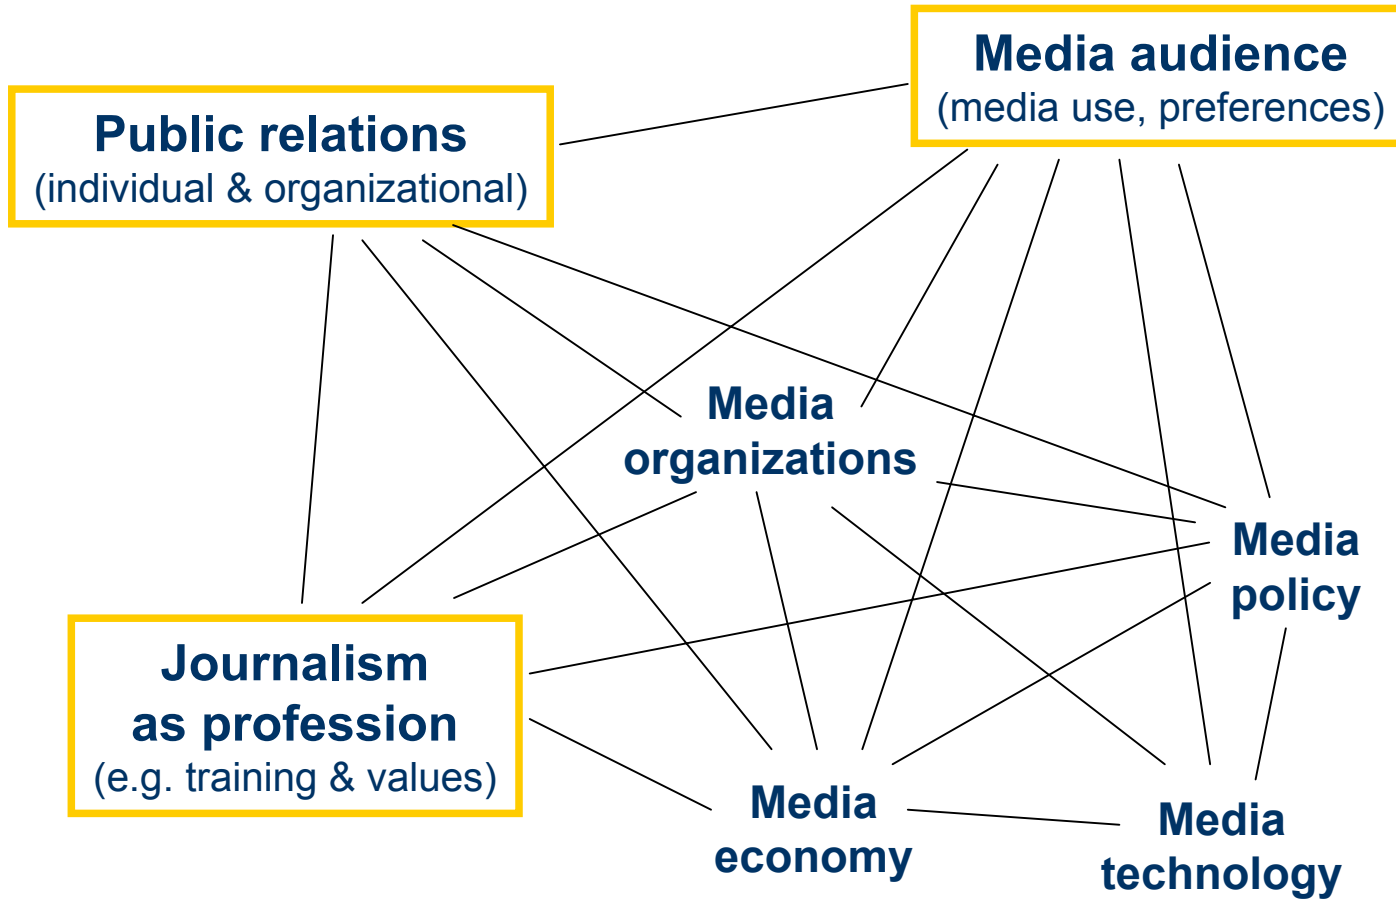 Media audience
(media use, preferences)
Public relations
(individual & organizational)
Media
organizations
Media
policy
Journalism
as profession
(e.g. training & values)
Media
economy
Media
technology